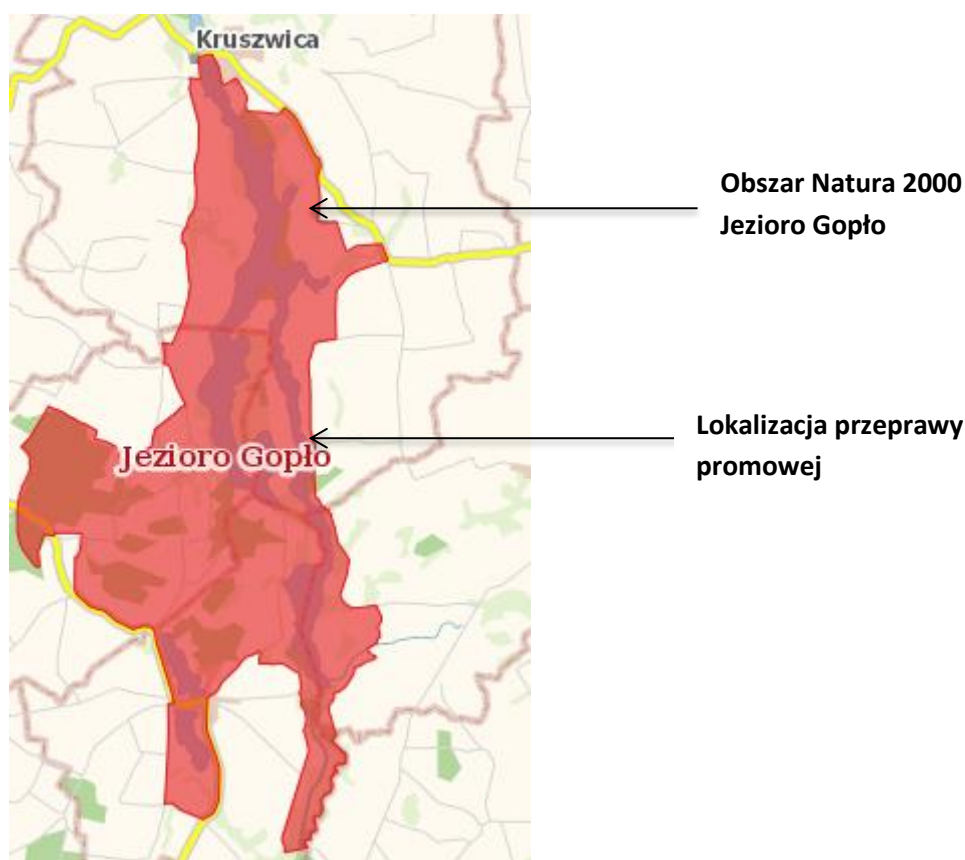 Kruszwica
Obszar Natura 2000
Jezioro Gopło
Lokalizacja przeprawy
promowej
Jezioro Gopło